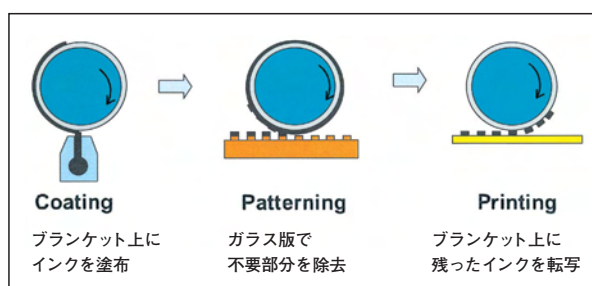 Coating
ブランケット上に
インクを塗布
Patterning
ガラス版で
不要部分を除去
Printing
ブランケット上に
残ったインクを転写